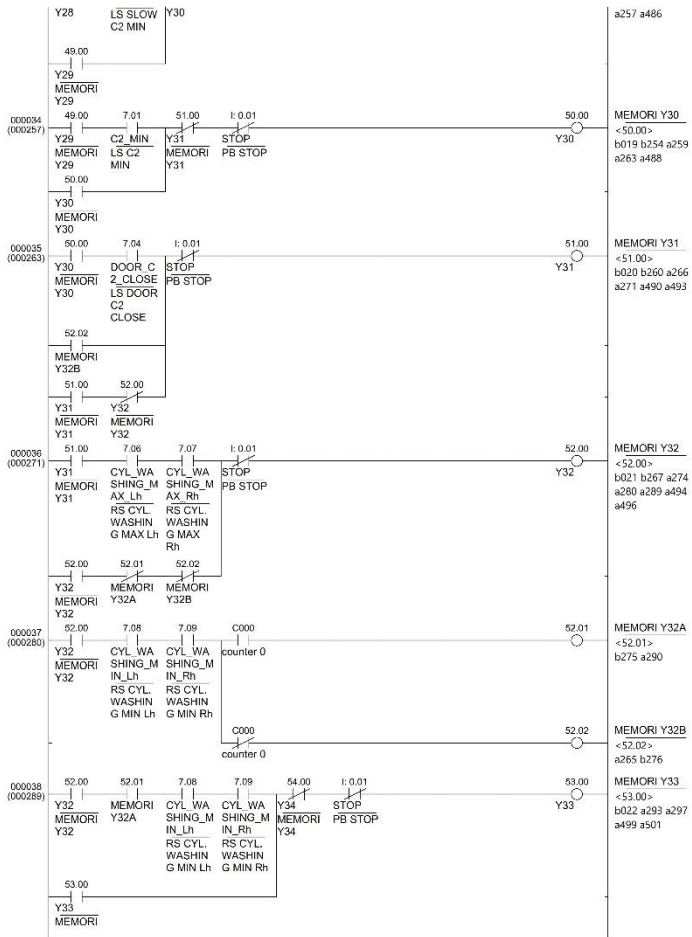 Y28 LS SLOW Y30 a257 a486
C2 MIN
49.00
Y29
MEMORI
Y29
000034 49.00 7.01 51.00 I: 0.01 50.00 MEMORI Y30
(000257) <50.00>
Y29 C2_MIN Y31 STOP Y30 b019 b254 a259
MEMORI LS C2 MEMORI PB STOP a263 a488
Y29 MIN Y31
50.00
Y30
MEMORI
Y30
000035 50.00 7.04 I: 0.01 51.00 MEMORI Y31
(000263) <51.00>
Y30 DOOR_C STOP Y31 b020 b260 a266
MEMORI 2_CLOSE PB STOP a271 a490 a493
Y30 LS DOOR
C2
CLOSE
52.02
MEMORI
Y32B
51.00 52.00
Y31 Y32
MEMORI MEMORI
Y31 Y32
000036 51.00 7.06 7.07 I: 0.01 52.00 MEMORI Y32
(000271) <52.00>
Y31 CYL_WA CYL_WA STOP Y32 b021 b267 a274
MEMORI SHING_M SHING_M PB STOP a280 a289 a494
Y31 AX_Lh AX_Rh a496
RS CYL. RS CYL.
WASHIN WASHIN
G MAX Lh G MAX
Rh
52.00 52.01 52.02
Y32 MEMORI MEMORI
MEMORI Y32A Y32B
Y32
000037 52.00 7.08 7.09 C000 52.01 MEMORI Y32A
(000280) <52.01>
Y32 CYL_WA CYL_WA counter 0 b275 a290
MEMORI SHING_M SHING_M
Y32 IN_Lh IN_Rh
RS CYL. RS CYL.
WASHIN WASHIN
G MIN Lh G MIN Rh
C000 52.02 MEMORI Y32B
<52.02>
counter 0 a265 b276
000038 52.00 52.01 7.08 7.09 54.00 I: 0.01 53.00 MEMORI Y33
(000289) <53.00>
Y32 MEMORI CYL_WA CYL_WA Y34 STOP Y33 b022 a293 a297
MEMORI Y32A SHING_M SHING_M MEMORI PB STOP a499 a501
Y32 IN_Lh IN_Rh Y34
RS CYL. RS CYL.
WASHIN WASHIN
G MIN Lh G MIN Rh
53.00
Y33
MEMORI